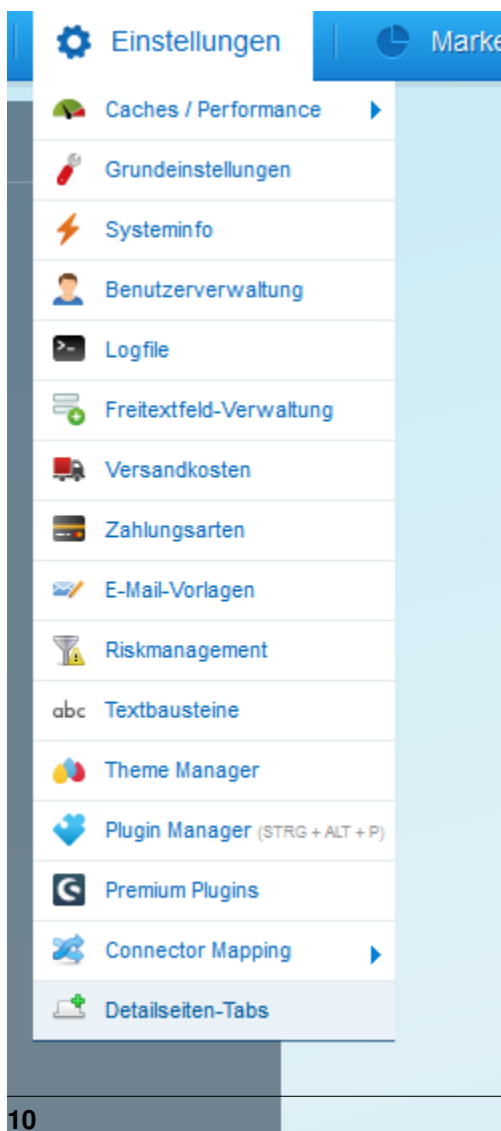 Einstellungen
Marke
Caches / Performance
Grundeinstellungen
Systeminfo
Benutzerverwaltung
Logfile
Freitextfeld-Verwaltung
Versandkosten
Zahlungsarten
E-Mail-Vorlagen
Riskmanagement
abc Textbausteine
Theme Manager
Plugin Manager (STRG + ALT + P)
Premium Plugins
Connector Mapping
Detailseiten-Tabs
10